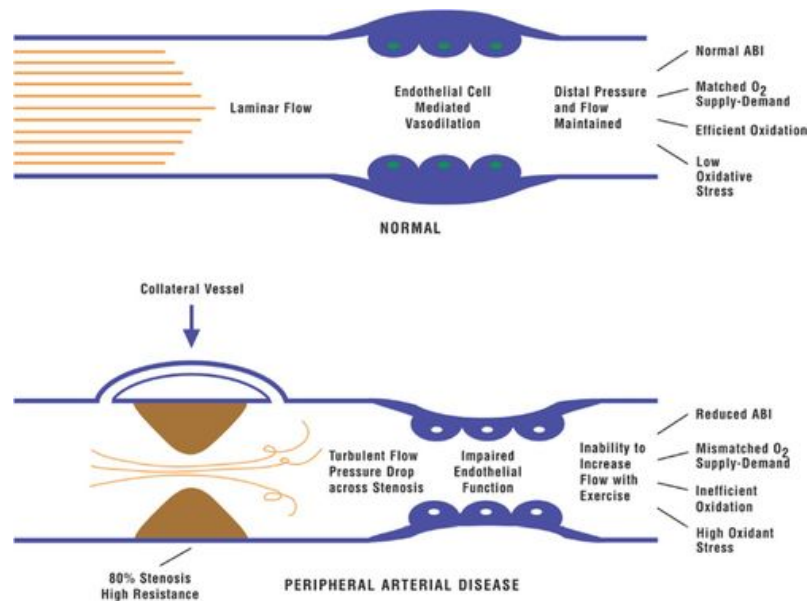 Laminar Flow
Endothelial Cell
Mediated
Vasodilation
Distal Pressure
and Flow
Maintained
Normal ABI
Matched O2
Supply-Demand
Efficient Oxidation
Low
Oxidative
Stress
NORMAL
Collateral Vessel
Turbulent Flow
Pressure Drop
across Stenosis
Impaired
Endothelial
Function
Inability to
Increase
Flow with
Exercise
Reduced ABI
Mismatched O2
Supply-Demand
Inefficient
Oxidation
High Oxidant
Stress
80% Stenosis
High Resistance
PERIPHERAL ARTERIAL DISEASE